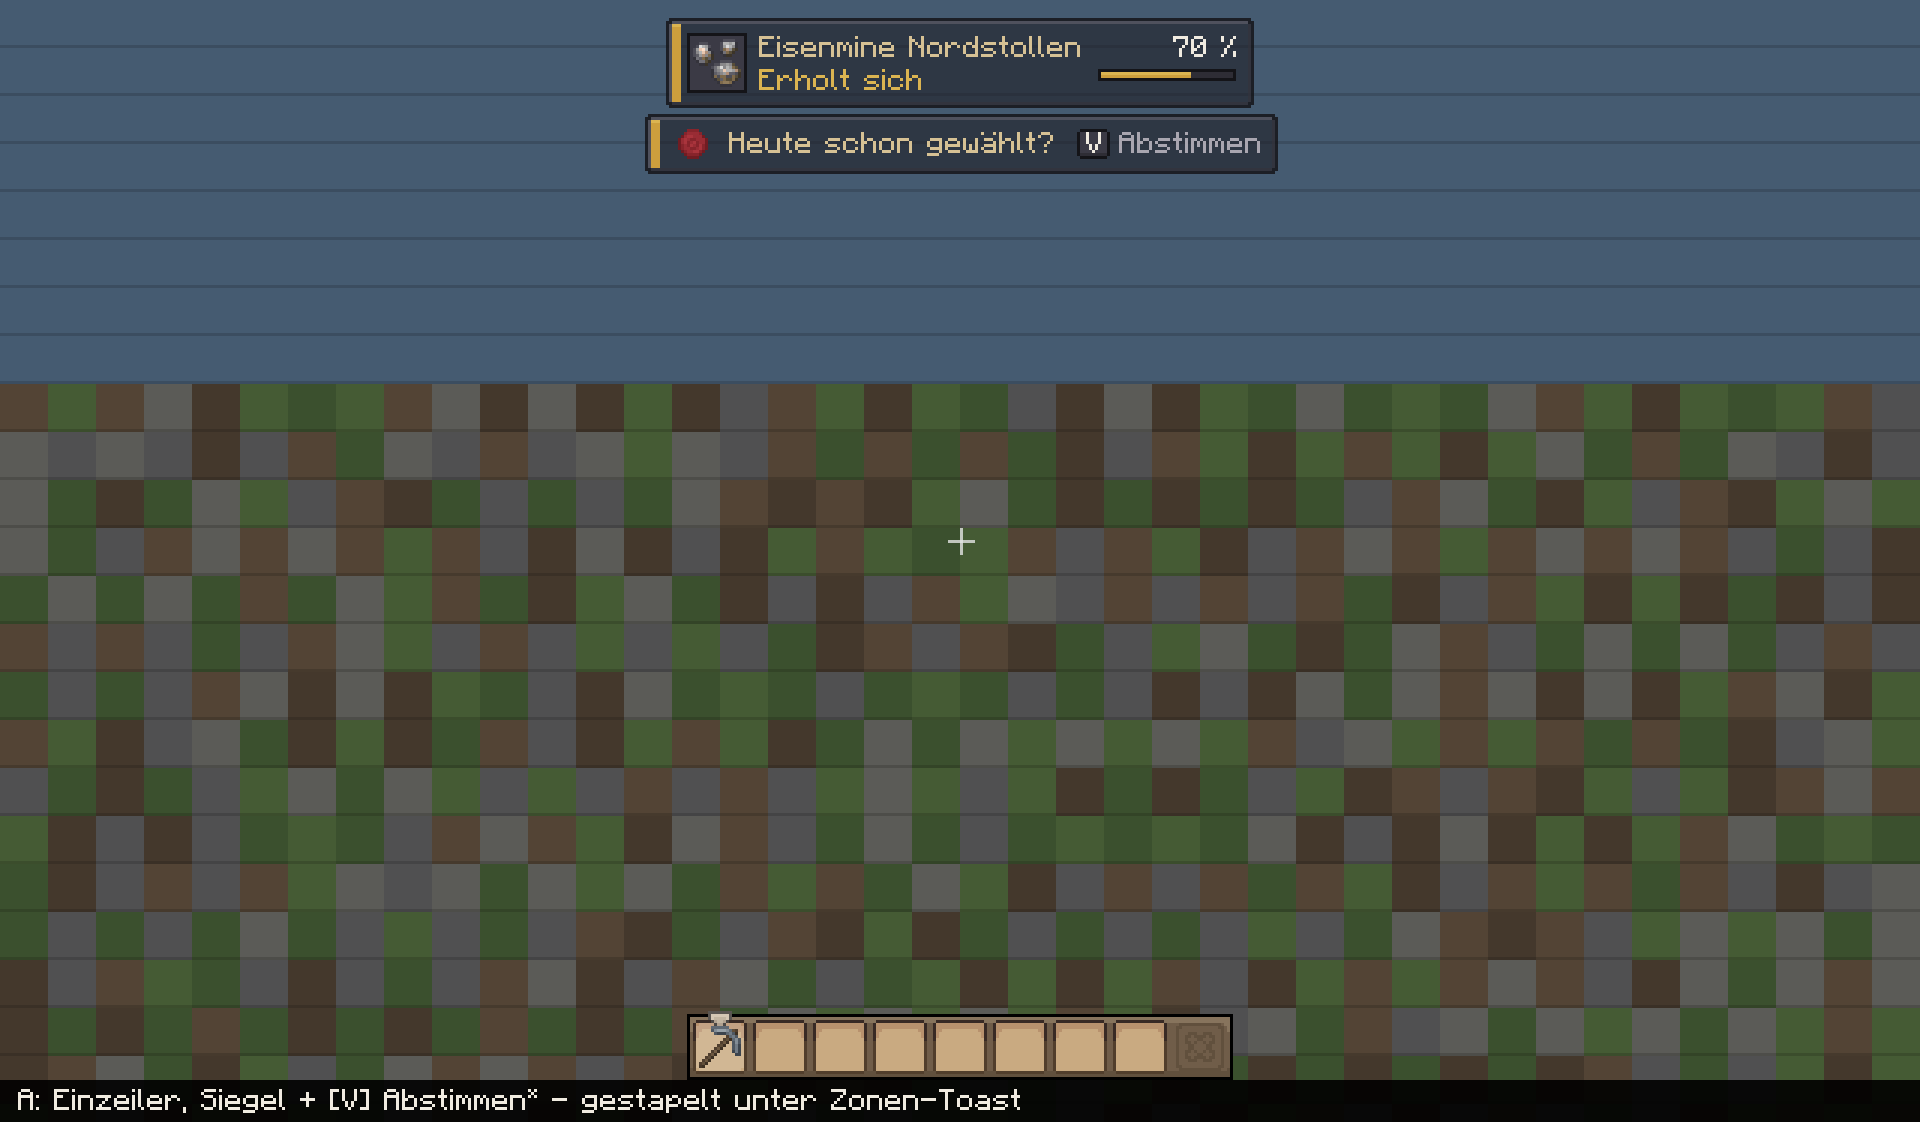 Eisenmine Nordstollen 70 %
Erholt sich
Heute schon gewählt? V Abstimmen
A: Einzeiler, Siegel + [V] Abstimmen" – gestapelt unter Zonen-Toast